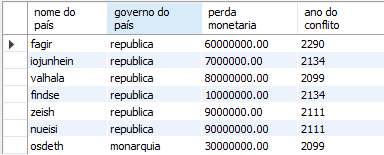 nome do país governo do país perda monetaria ano do conflito
fagir republica 60000000.00 2290
iojunhein republica 7000000.00 2134
valhala republica 80000000.00 2099
findse republica 10000000.00 2134
zeish republica 90000000.00 2111
nueisi republica 90000000.00 2111
osdeth monarquia 30000000.00 2099